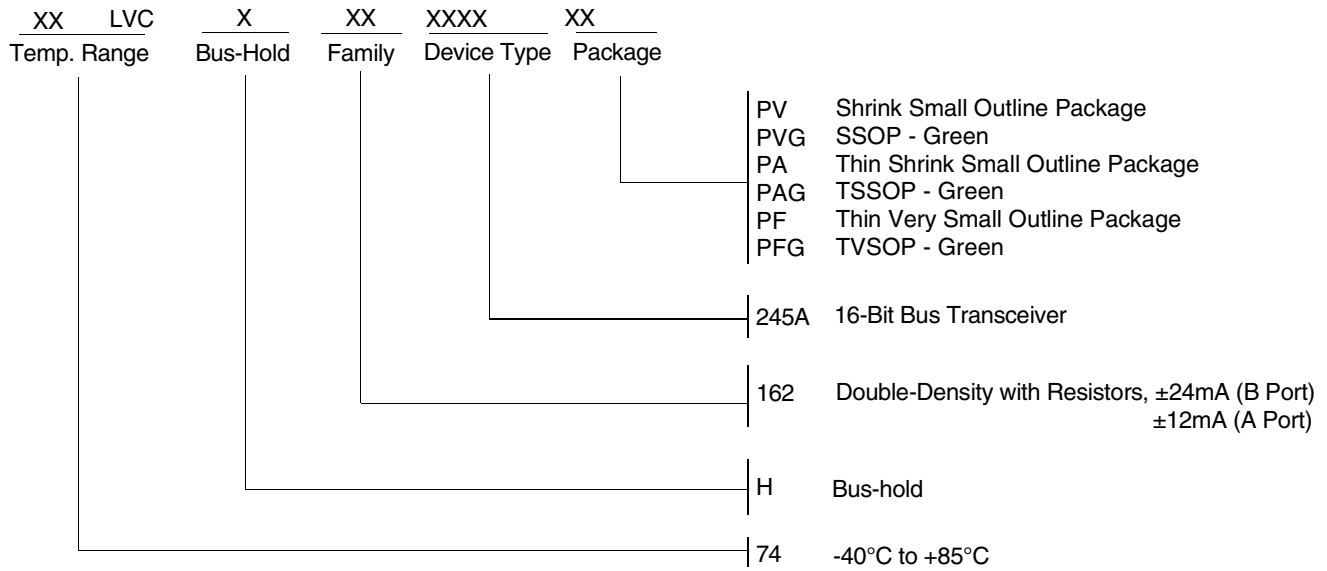 XX LVC X XX XXXX XX
Temp. Range Bus-Hold Family Device Type Package
PV Shrink Small Outline Package
PVG SSOP - Green
PA Thin Shrink Small Outline Package
PAG TSSOP - Green
PF Thin Very Small Outline Package
PFG TVSOP - Green
245A 16-Bit Bus Transceiver
162 Double-Density with Resistors, ±24mA (B Port)
±12mA (A Port)
H Bus-hold
74 -40°C to +85°C